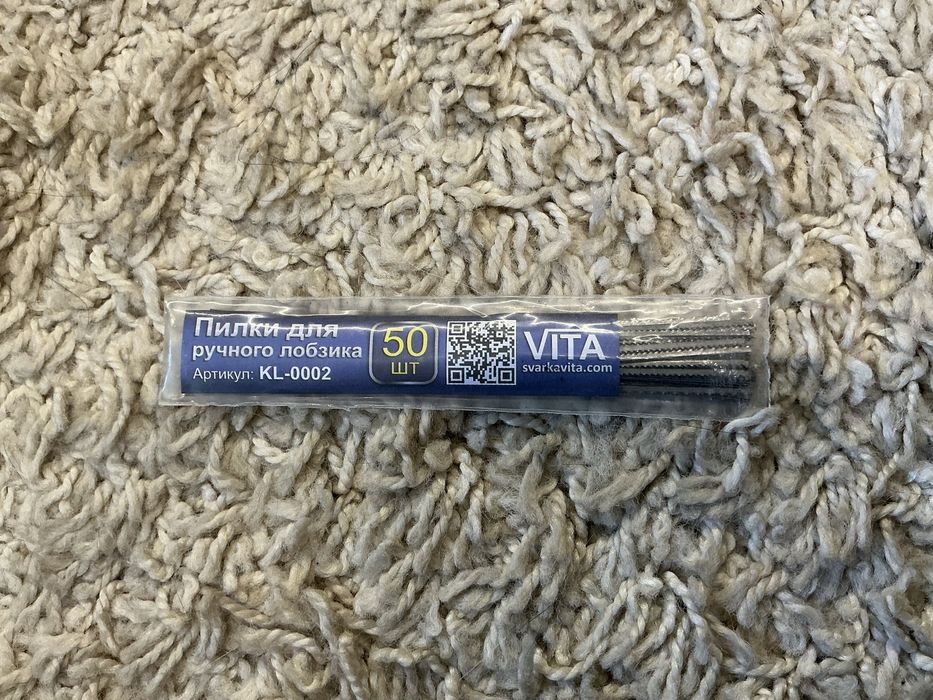 Пилки для
ручного лобзика
Артикул: KL-0002
50
шт
VITA
svarkavita.com